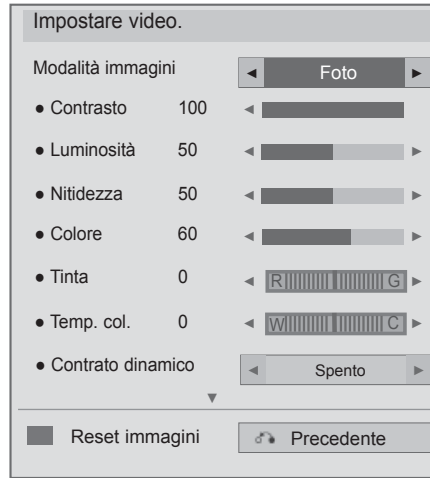 Impostare video.
Modalità immagini ◄ Foto ►
● Contrasto 100 ◄
● Luminosità 50 ◄ ►
● Nitidezza 50 ◄ ►
● Colore 60 ◄ ►
● Tinta 0 ◄ R G ►
● Temp. col. 0 ◄ W C ►
● Contrato dinamico ◄ Spento ►
▼
Reset immagini Precedente